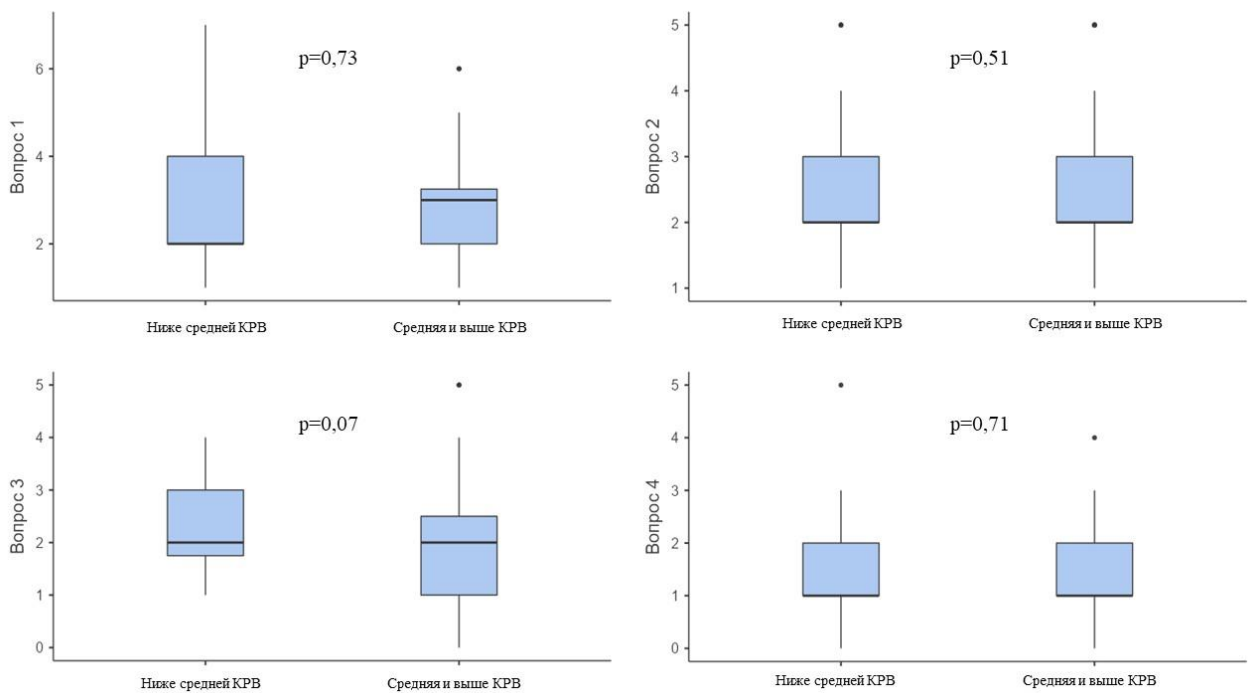 p=0,73
6
4
2
Вопрос 1
Ниже средней КРВ
Средняя и выше КРВ
p=0,51
5
4
3
2
1
Вопрос 2
Ниже средней КРВ
Средняя и выше КРВ
p=0,07
5
4
3
2
1
0
Вопрос 3
Ниже средней КРВ
Средняя и выше КРВ
p=0,71
5
4
3
2
1
0
Вопрос 4
Ниже средней КРВ
Средняя и выше КРВ